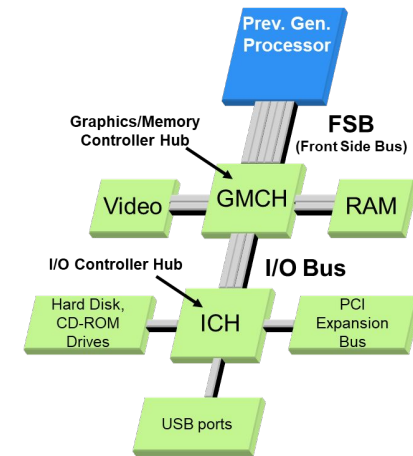 Prev. Gen.
Processor
Graphics/Memory
Controller Hub
FSB
(Front Side Bus)
Video
GMCH
RAM
I/O Controller Hub
I/O Bus
Hard Disk,
CD-ROM
Drives
ICH
PCI
Expansion
Bus
USB ports